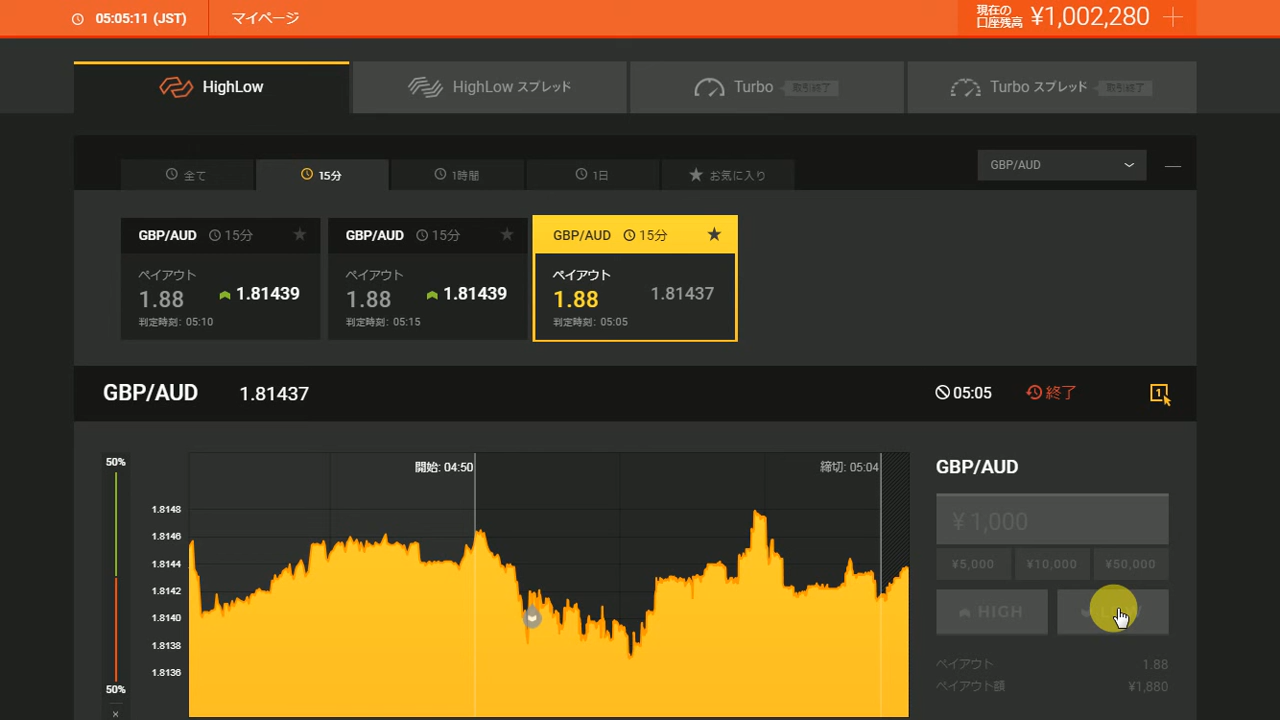 05:05:11 (JST) マイページ 現在の口座残高 ¥1,002,280
HighLow HighLow スプレッド Turbo 取引終了 Turbo スプレッド 取引終了
全て 15分 1時間 1日 お気に入り GBP/AUD
GBP/AUD 15分 GBP/AUD 15分 GBP/AUD 15分
ペイアウト ペイアウト ペイアウト
1.88 1.81439 1.88 1.81439 1.88 1.81437
判定時刻: 05:10 判定時刻: 05:15 判定時刻: 05:05
GBP/AUD 1.81437 05:05 終了 1
50% 開始: 04:50 締切: 05:04 GBP/AUD
1.8148
1.8146 ¥1,000
1.8144 ¥5,000 ¥10,000 ¥50,000
1.8142
1.8140 HIGH
1.8138
1.8136 ペイアウト 1.88
50% ペイアウト額 ¥1,880